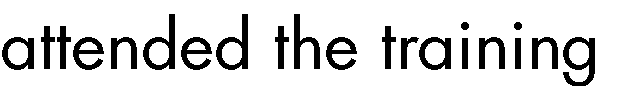 attended the training